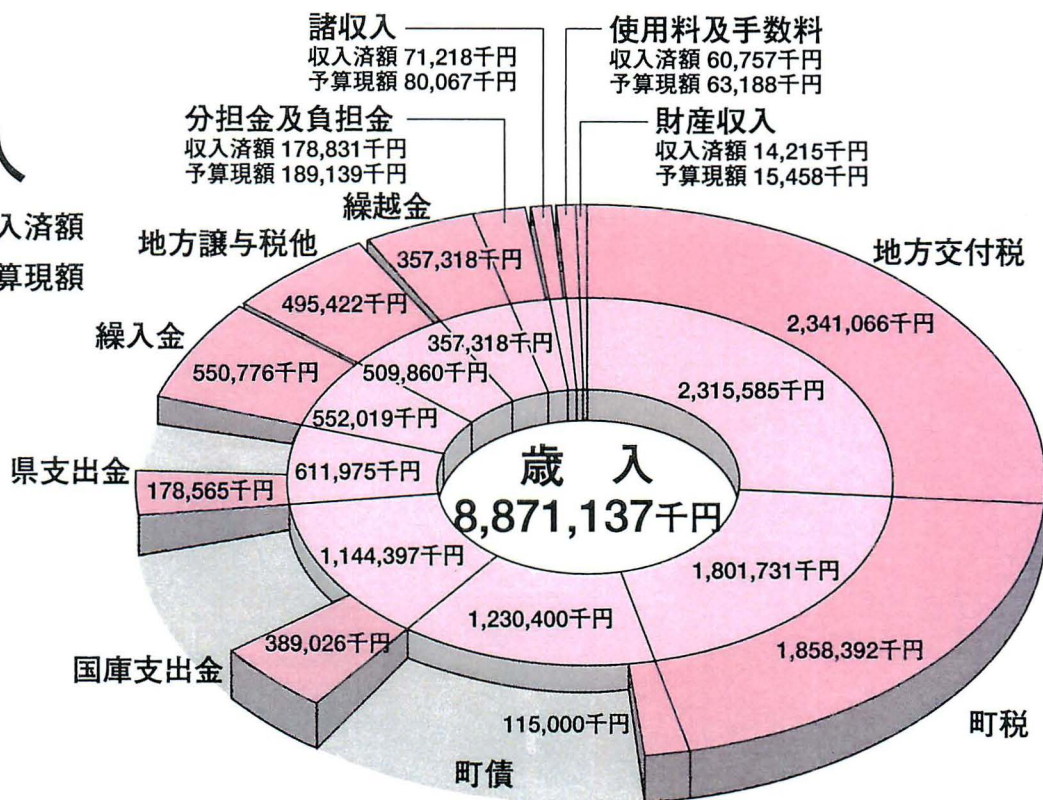 諸収入
収入済額 71,218千円
予算現額 80,067千円
使用料及手数料
収入済額 60,757千円
予算現額 63,188千円
分担金及負担金
収入済額 178,831千円
予算現額 189,139千円
財産収入
収入済額 14,215千円
予算現額 15,458千円
入済額
算現額
繰越金
357,318千円
357,318千円
地方譲与税他
495,422千円
509,860千円
繰入金
550,776千円
552,019千円
県支出金
178,565千円
611,975千円
国庫支出金
389,026千円
1,144,397千円
町債
115,000千円
1,230,400千円
町税
1,858,392千円
1,801,731千円
地方交付税
2,341,066千円
2,315,585千円
歳 入
8,871,137千円